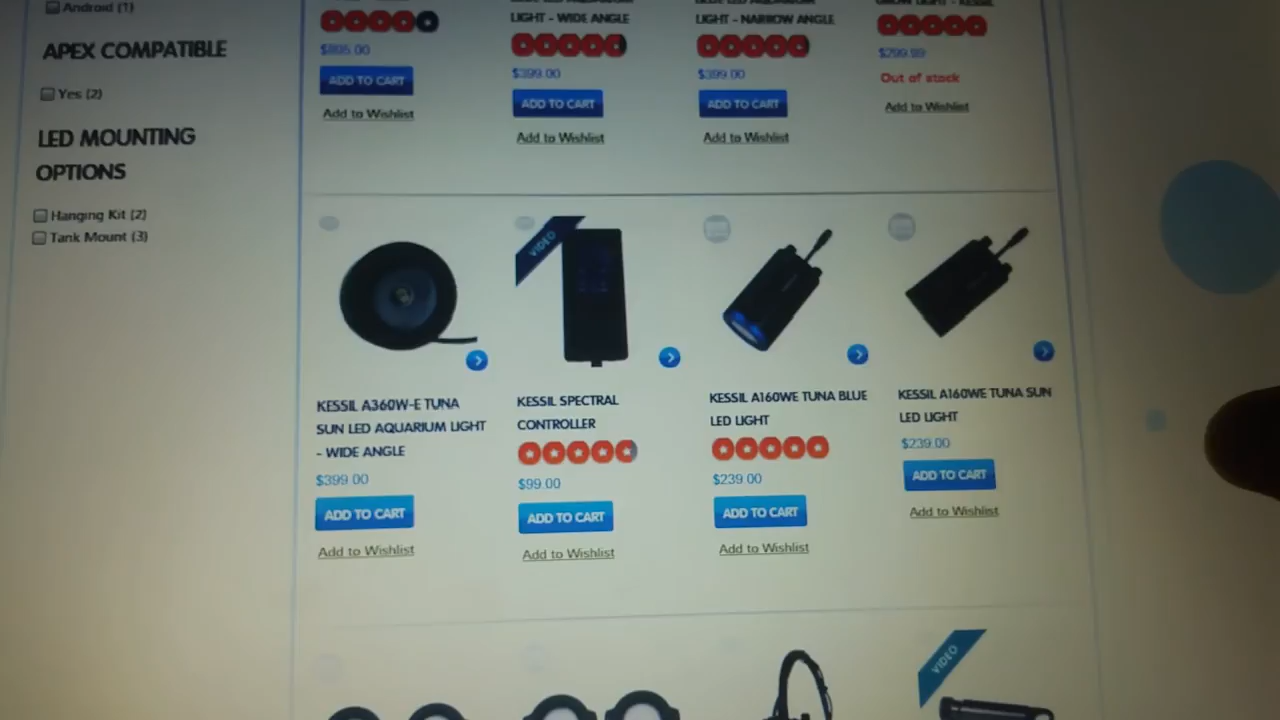 Android (1)
APEX COMPATIBLE
Yes (2)
LED MOUNTING
OPTIONS
Hanging Kit (2)
Tank Mount (3)
$895.00
ADD TO CART
Add to Wishlist
LIGHT - WIDE ANGLE
$399.00
ADD TO CART
Add to Wishlist
LIGHT - NARROW ANGLE
$399.00
ADD TO CART
Add to Wishlist
$299.99
Out of stock
Add to Wishlist
KESSIL A360W-E TUNA
SUN LED AQUARIUM LIGHT
- WIDE ANGLE
$399.00
ADD TO CART
Add to Wishlist
VIDEO
KESSIL SPECTRAL
CONTROLLER
$99.00
ADD TO CART
Add to Wishlist
KESSIL A160WE TUNA BLUE
LED LIGHT
$239.00
ADD TO CART
Add to Wishlist
KESSIL A160WE TUNA SUN
LED LIGHT
$239.00
ADD TO CART
Add to Wishlist
VIDEO